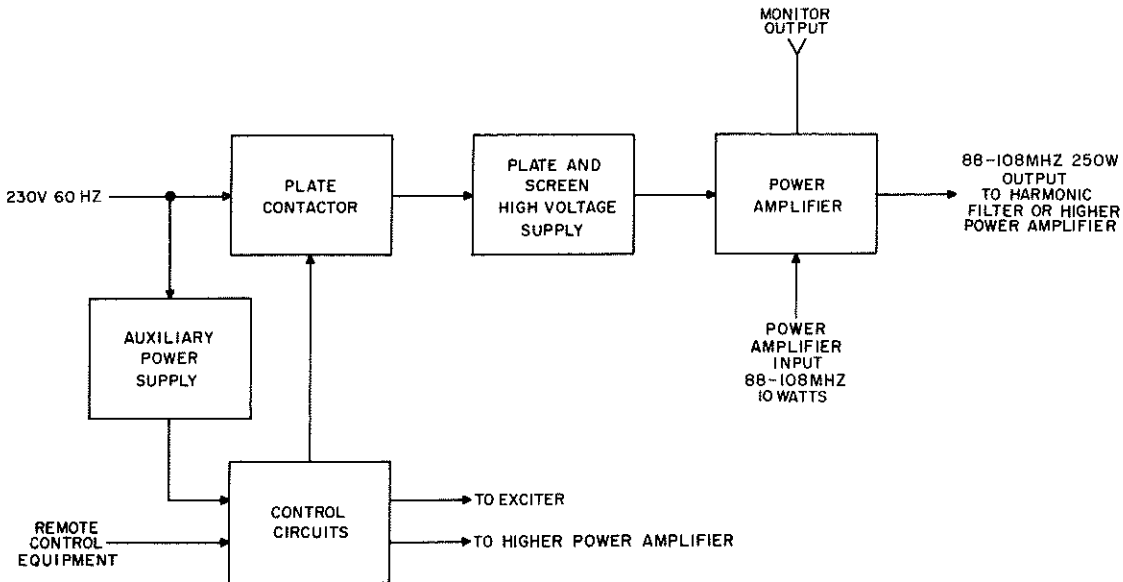 MONITOR
OUTPUT
230V 60 HZ
PLATE
CONTACTOR
PLATE AND
SCREEN
HIGH VOLTAGE
SUPPLY
POWER
AMPLIFIER
88-108MHZ 250W
OUTPUT
TO HARMONIC
FILTER OR HIGHER
POWER AMPLIFIER
AUXILIARY
POWER
SUPPLY
POWER
AMPLIFIER
INPUT
88-108MHZ
10 WATTS
REMOTE
CONTROL
EQUIPMENT
CONTROL
CIRCUITS
TO EXCITER
TO HIGHER POWER AMPLIFIER